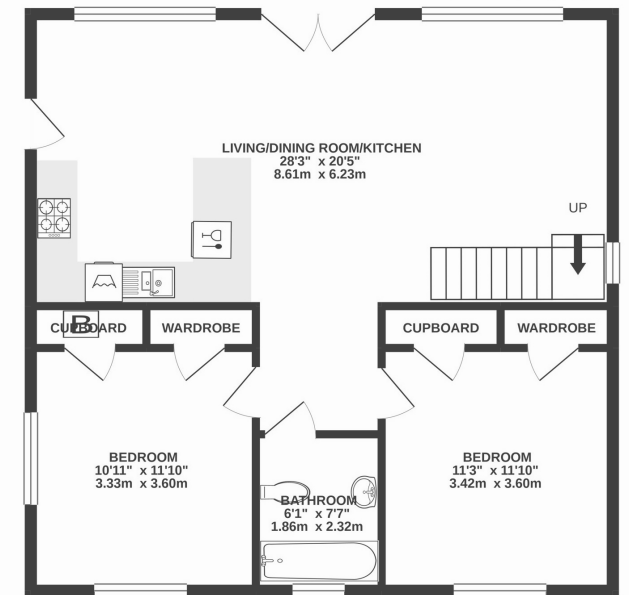 LIVING/DINING ROOM/KITCHEN
28'3" x 20'5"
8.61m x 6.23m
UP
CUPBOARD
B
WARDROBE
CUPBOARD
WARDROBE
BEDROOM
10'11" x 11'10"
3.33m x 3.60m
BEDROOM
11'3" x 11'10"
3.42m x 3.60m
BATHROOM
6'1" x 7'7"
1.86m x 2.32m